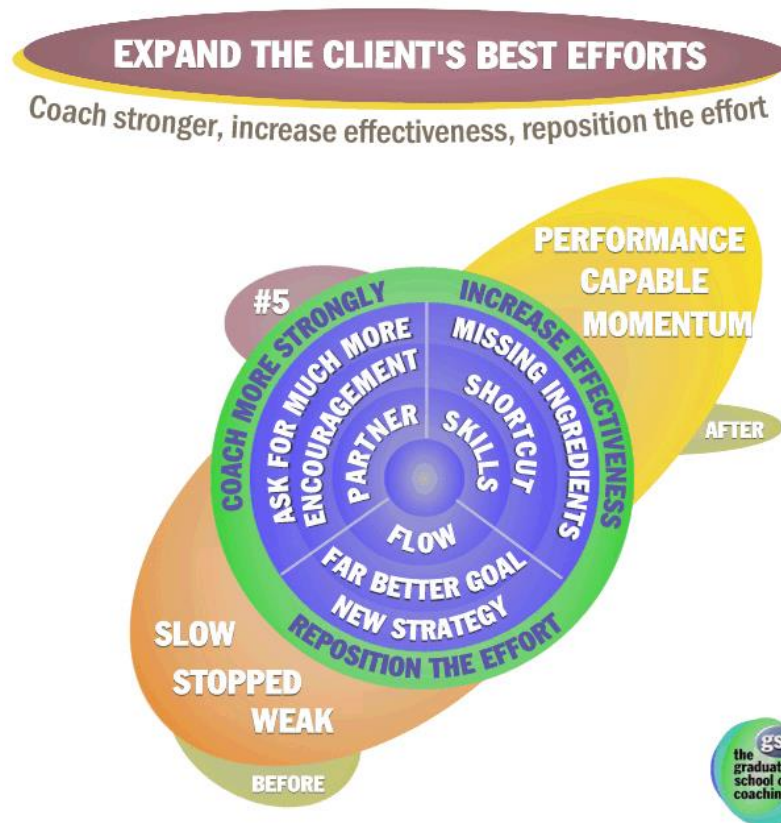 EXPAND THE CLIENT'S BEST EFFORTS
Coach stronger, increase effectiveness, reposition the effort
PERFORMANCE
CAPABLE
MOMENTUM
AFTER
#5
COACH MORE STRONGLY
ASK FOR MUCH MORE
ENCOURAGEMENT
PARTNER
INCREASE EFFECTIVENESS
MISSING INGREDIENTS
SHORTCUT
SKILLS
FLOW
FAR BETTER GOAL
NEW STRATEGY
REPOSITION THE EFFORT
SLOW
STOPPED
WEAK
BEFORE
gs
the
graduat
school o
coachin